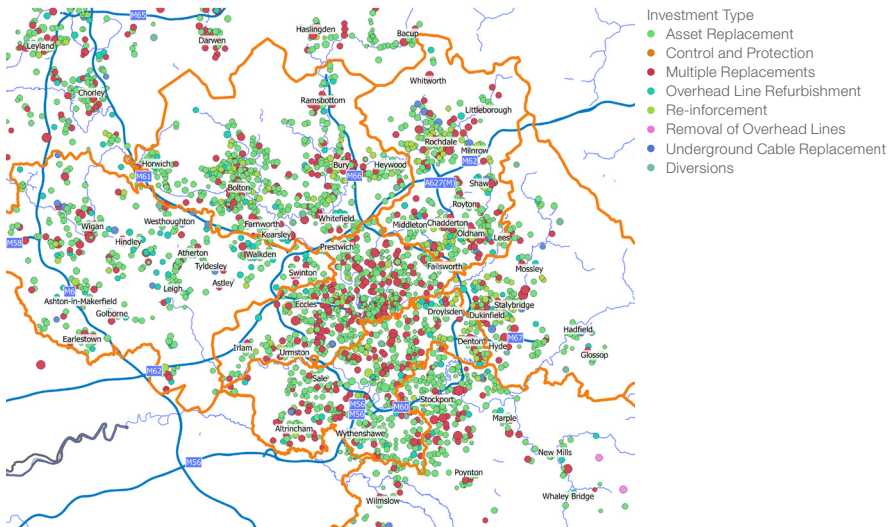 Investment Type
Asset Replacement
Control and Protection
Multiple Replacements
Overhead Line Refurbishment
Re-inforcement
Removal of Overhead Lines
Underground Cable Replacement
Diversions
M65
Haslingden
Bacup
Leyland
Darwen
Whitworth
Chorley
Ramsbottom
Littleborough
Rochdale
Milnrow
Horwich
Bury
Heywood
M62
M61
M66
A627(M)
Shaw
Bolton
Royton
Westhoughton
Farnworth
Whitefield
Middleton
Chadderton
Wigan
Kearsley
Oldham
Lees
M58
Hindley
Prestwich
Atherton
Walkden
Tyldesley
Swinton
Failsworth
Mossley
Astley
M6
Leigh
Ashton-in-Makerfield
Eccles
Stalybridge
Golborne
Droylsden
Dukinfield
Hadfield
Earlestown
Denton
Hyde
M67
Irlam
Urmston
Glossop
M62
Sale
Stockport
M56
M60
M56
Marple
Altrincham
Wythenshawe
New Mills
M56
Poynton
Wilmslow
Whaley Bridge